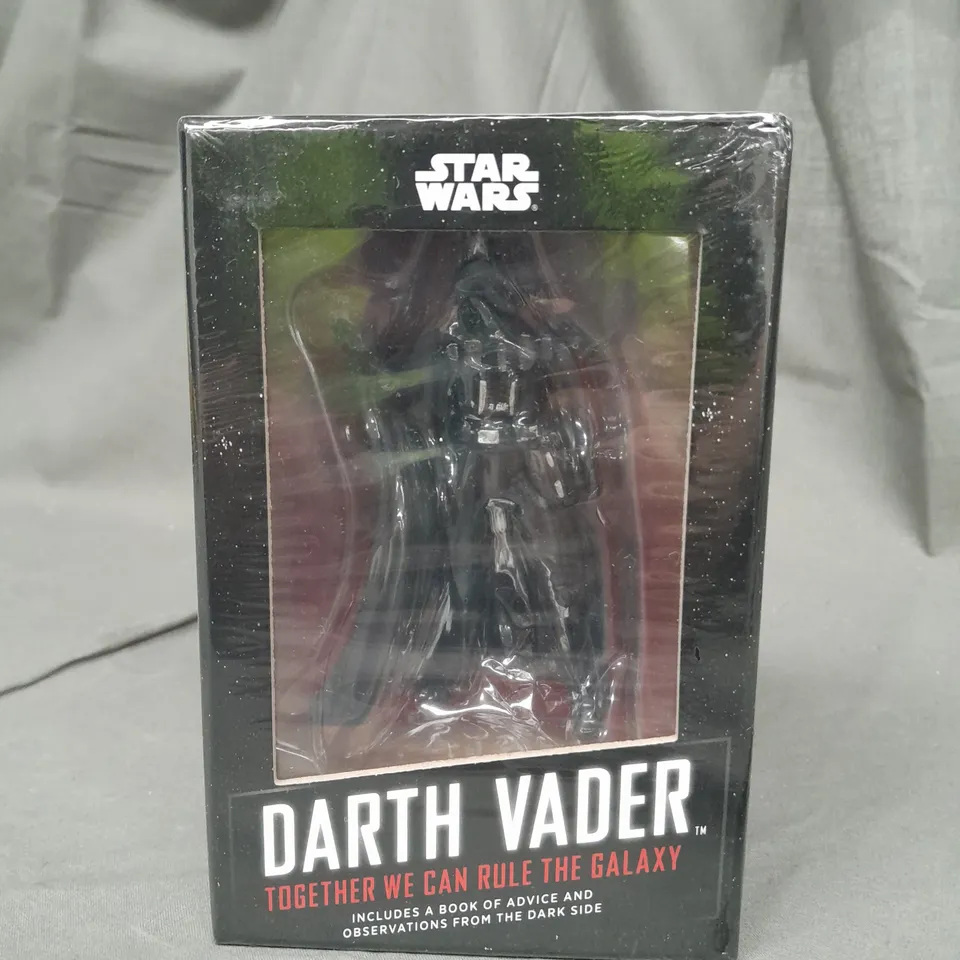 STAR
WARS®
DARTH VADER™
TOGETHER WE CAN RULE THE GALAXY
INCLUDES A BOOK OF ADVICE AND
OBSERVATIONS FROM THE DARK SIDE